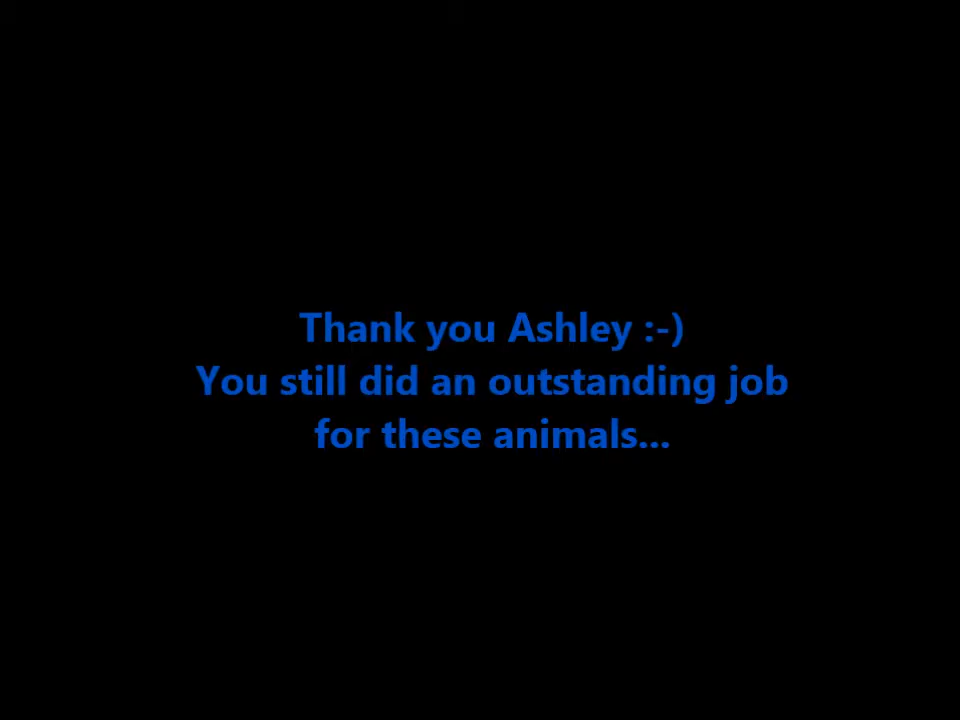 Thank you Ashley :-)
You still did an outstanding job
for these animals...